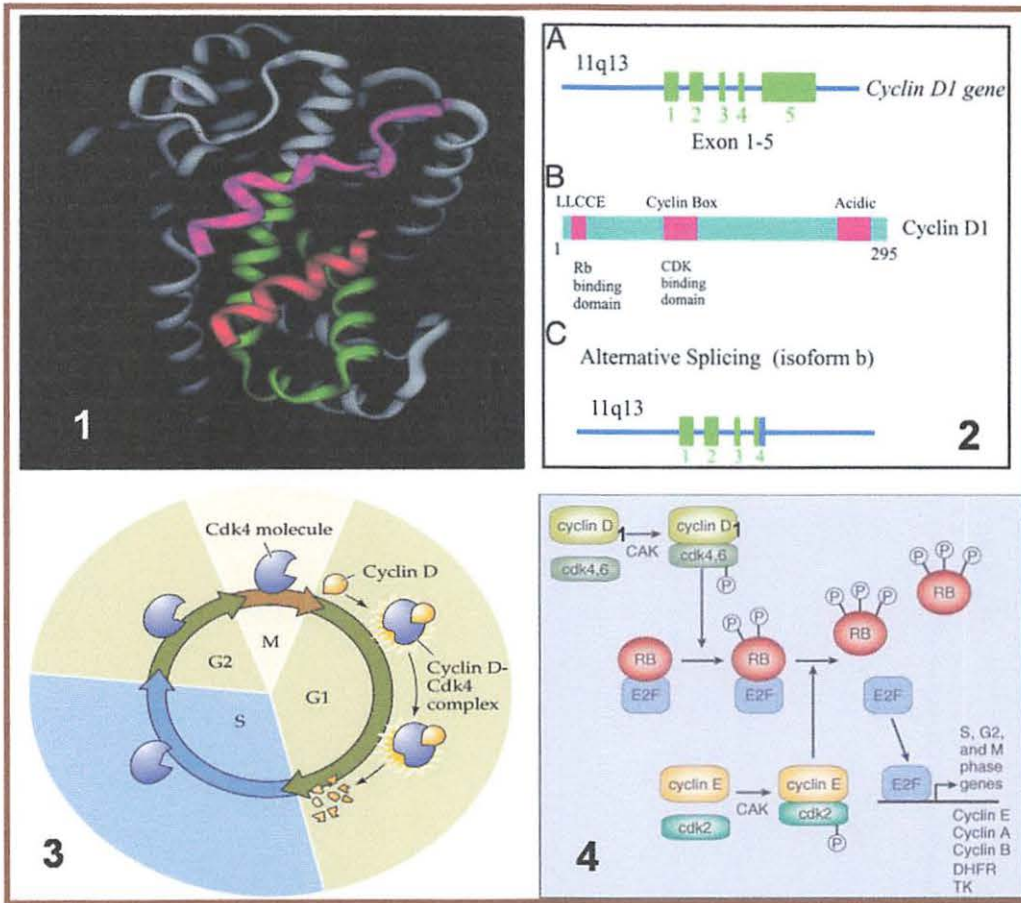 1
A
11q13
Cyclin D1 gene
1 2 3 4 5
Exon 1-5
B
LLCCE Cyclin Box Acidic
Cyclin D1
1 295
Rb
binding
domain
CDK
binding
domain
C
Alternative Splicing (isoform b)
11q13
1 2 3 4
2
Cdk4 molecule
Cyclin D
M
G2
Cyclin D-
Cdk4
complex
G1
S
3
cyclin D1
CAK
cyclin D1
cdk4,6
cdk4,6
P
P P P
RB
P P P
RB
P P
RB
RB
E2F
E2F
E2F
S, G2,
and M
phase
genes
cyclin E
CAK
cyclin E
E2F
cdk2
cdk2
P
Cyclin E
Cyclin A
Cyclin B
DHFR
TK
4